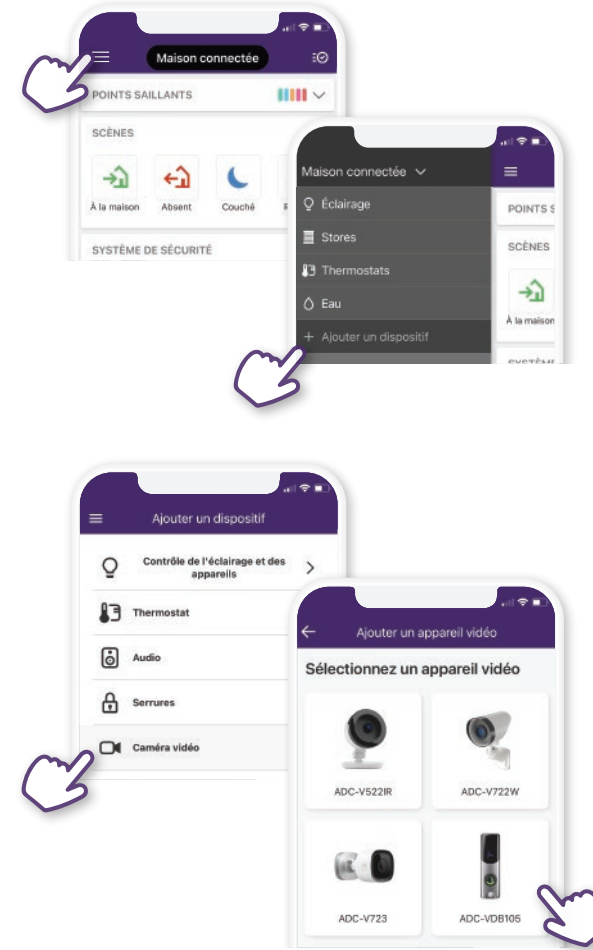 Maison connectée
POINTS SAILLANTS
SCÈNES
À la maison
Absent
Couché
SYSTÈME DE SÉCURITÉ
Maison connectée
Éclairage
Stores
Thermostats
Eau
+ Ajouter un dispositif
POINTS S
SCÈNES
À la maison
Ajouter un dispositif
Contrôle de l'éclairage et des
appareils
Thermostat
Audio
Serrures
Caméra vidéo
Ajouter un appareil vidéo
Sélectionnez un appareil vidéo
ADC-V522IR
ADC-V722W
ADC-V723
ADC-VDB105